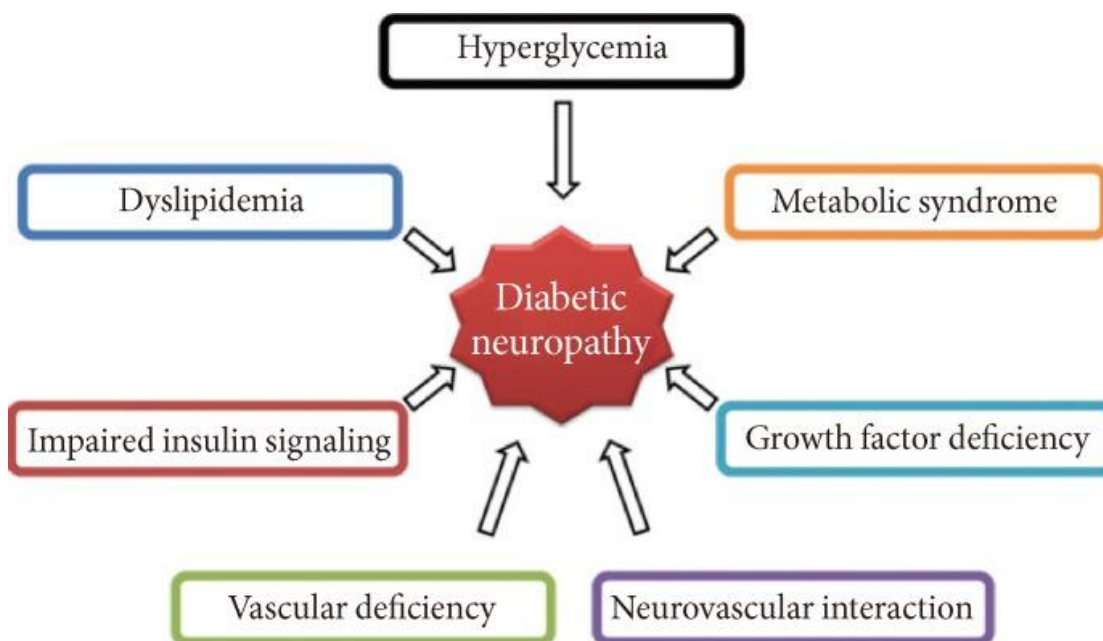 Hyperglycemia
Dyslipidemia
Metabolic syndrome
Diabetic
neuropathy
Impaired insulin signaling
Growth factor deficiency
Vascular deficiency
Neurovascular interaction